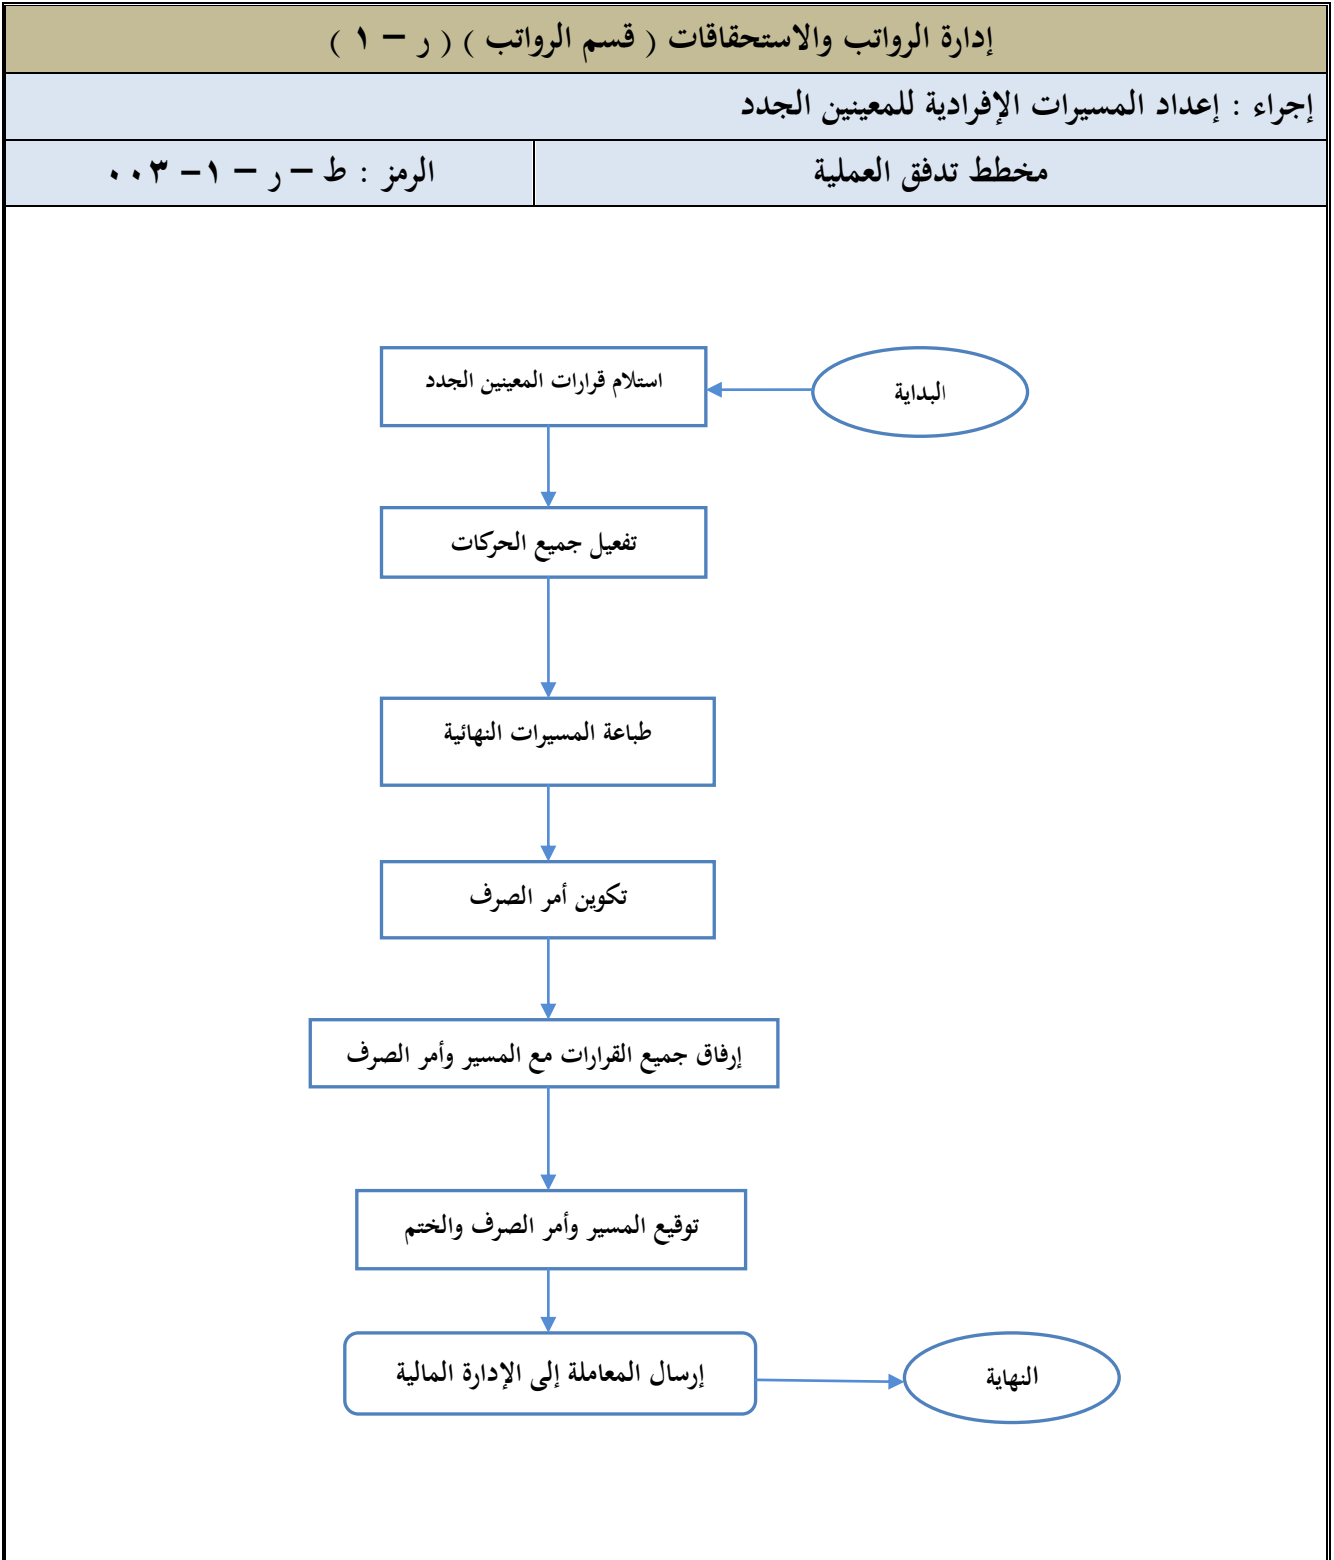 إدارة الرواتب والاستحقاقات ( قسم الرواتب ) ( ر – ١ )
إجراء : إعداد المسيرات الإفرادية للمعينين الجدد
مخطط تدفق العملية
الرمز : ط – ر – ١ – ٠٠٣
البداية
استلام قرارات المعينين الجدد
تفعيل جميع الحركات
طباعة المسيرات النهائية
تكوين أمر الصرف
إرفاق جميع القرارات مع المسير وأمر الصرف
توقيع المسير وأمر الصرف والختم
إرسال المعاملة إلى الإدارة المالية
النهاية